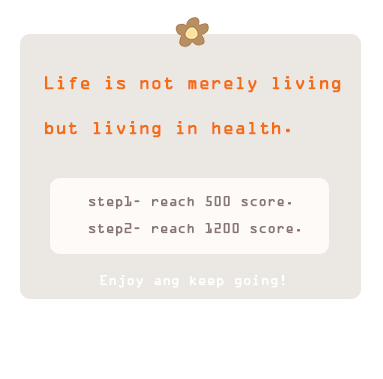 Life is not merely living
but living in health.
step1- reach 500 score.
step2- reach 1200 score.
Enjoy ang keep going!